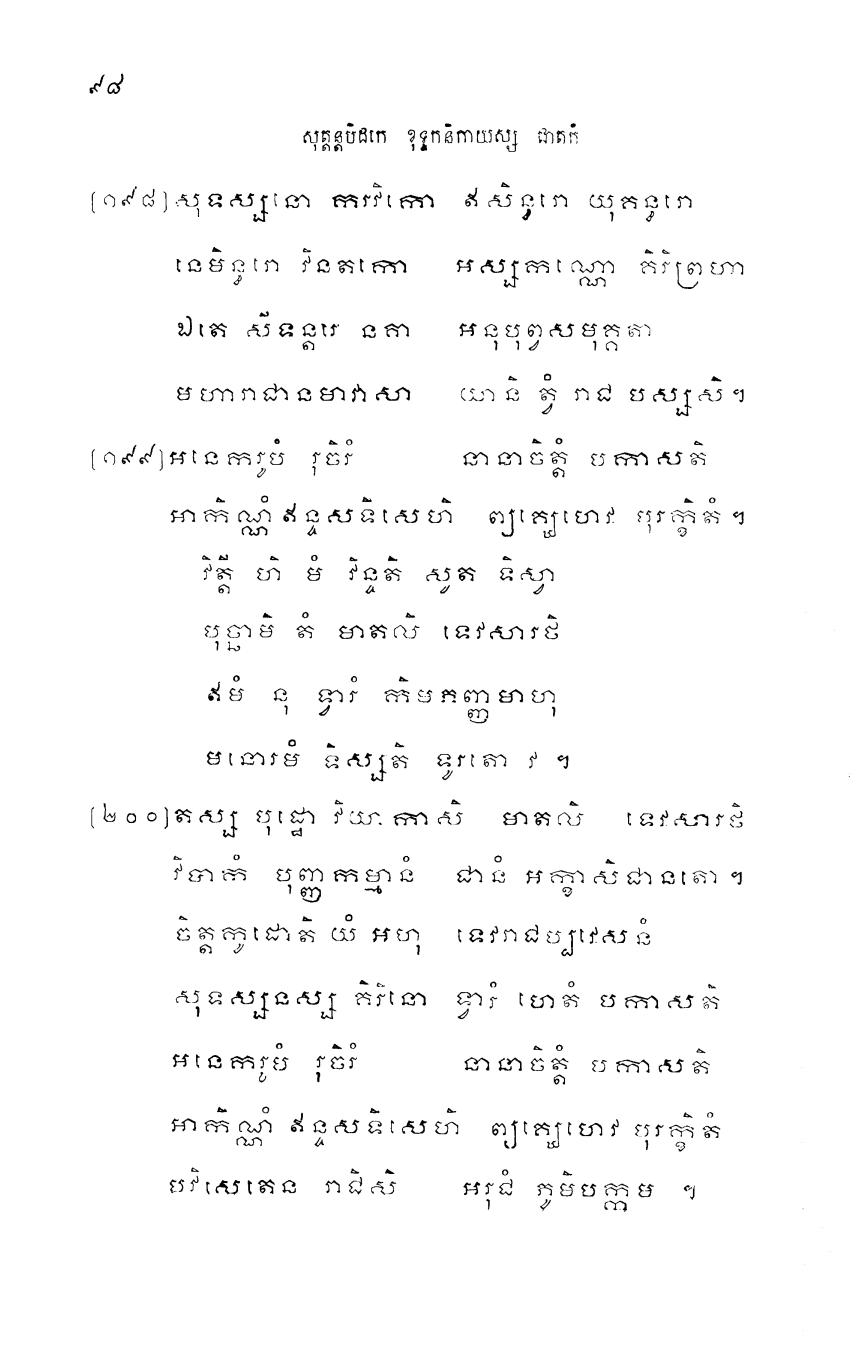 ៩៨
សុត្តន្តបិដកេ ខុទ្ទកនិកាយស្ស ជាតកំ
[១៩៨] សុទស្សនោ ករវិកោ ឥសិន្ធរោ យុគន្ធរោ
នេមិន្ធរោ វិនតកោ អស្សកណ្ណោ គិរិព្រហា
ឯតេ សីទន្តរេ នគា អនុបុព្វសមុគ្គតា
មហារាជានមាវាសា យានិ ត្វំ រាជ បស្សសិ។
[១៩៩] អនេករូបំ រុចិរំ នានាចិត្តំ បកាសតិ
អាកិណ្ណំ ឥន្ទសទិសេហិ ព្យគ្ឃេហេវ បុរក្ខិតំ។
វិត្តី ហិ មំ វិន្ទតិ សូត ទិស្វា
បុច្ឆាមិ តំ មាតលិ ទេវសារថិ
ឥមំ នុ ទ្វារំ កិមភញ្ញមាហុ
មនោរមំ ទិស្សតិ ទូរតោ វ ។
[២០០] តស្ស បុដ្ឋោ វិយាកាសិ មាតលិ ទេវសារថិ
វិបាកំ បុញ្ញកម្មានំ ជានំ អក្ខាសិជានតោ។
ចិត្តកូដោតិ យំ អហុ ទេវរាជប្បវេសនំ
សុទស្សនស្ស គិរិនោ ទ្វារំ ហេតំ បកាសតិ
អនេករូបំ រុចិរំ នានាចិត្តំ បកាសតិ
អាកិណ្ណំ ឥន្ទសទិសេហិ ព្យគ្ឃេហេវ បុរក្ខិតំ
បវិសេតេន រាជិសិ អរុជំ ភូមិបក្កម ។